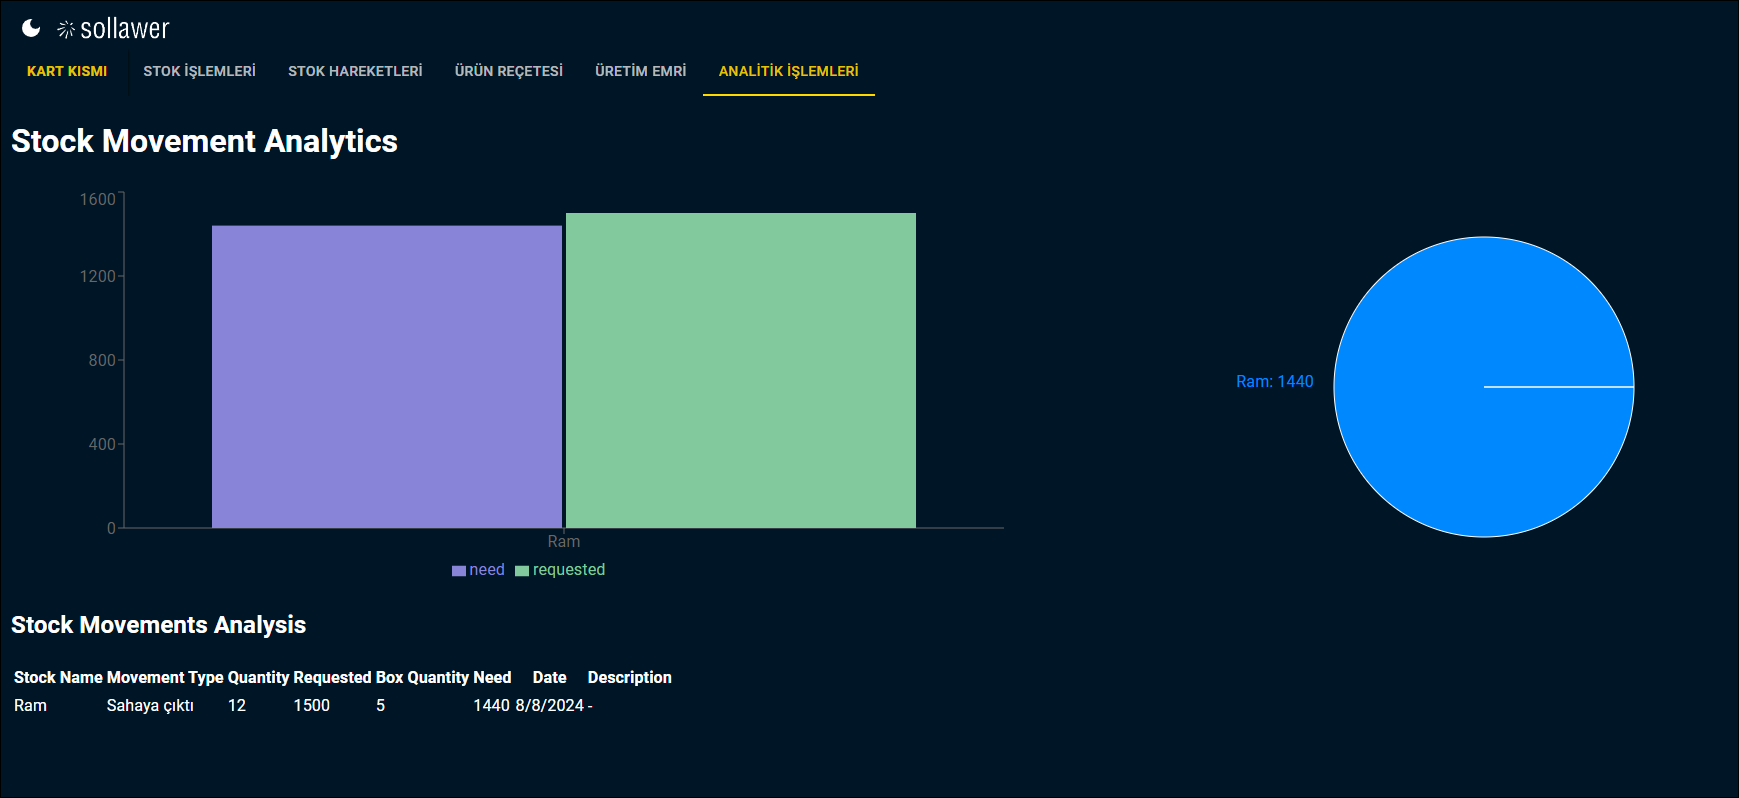 sollawer
KART KISMI STOK İŞLEMLERİ STOK HAREKETLERİ ÜRÜN REÇETESİ ÜRETİM EMRİ ANALİTİK İŞLEMLERİ
Stock Movement Analytics
1600
1200
800
400
0
Ram
need requested
Ram: 1440
Stock Movements Analysis
Stock Name Movement Type Quantity Requested Box Quantity Need Date Description
Ram Sahaya çıktı 12 1500 5 1440 8/8/2024 -